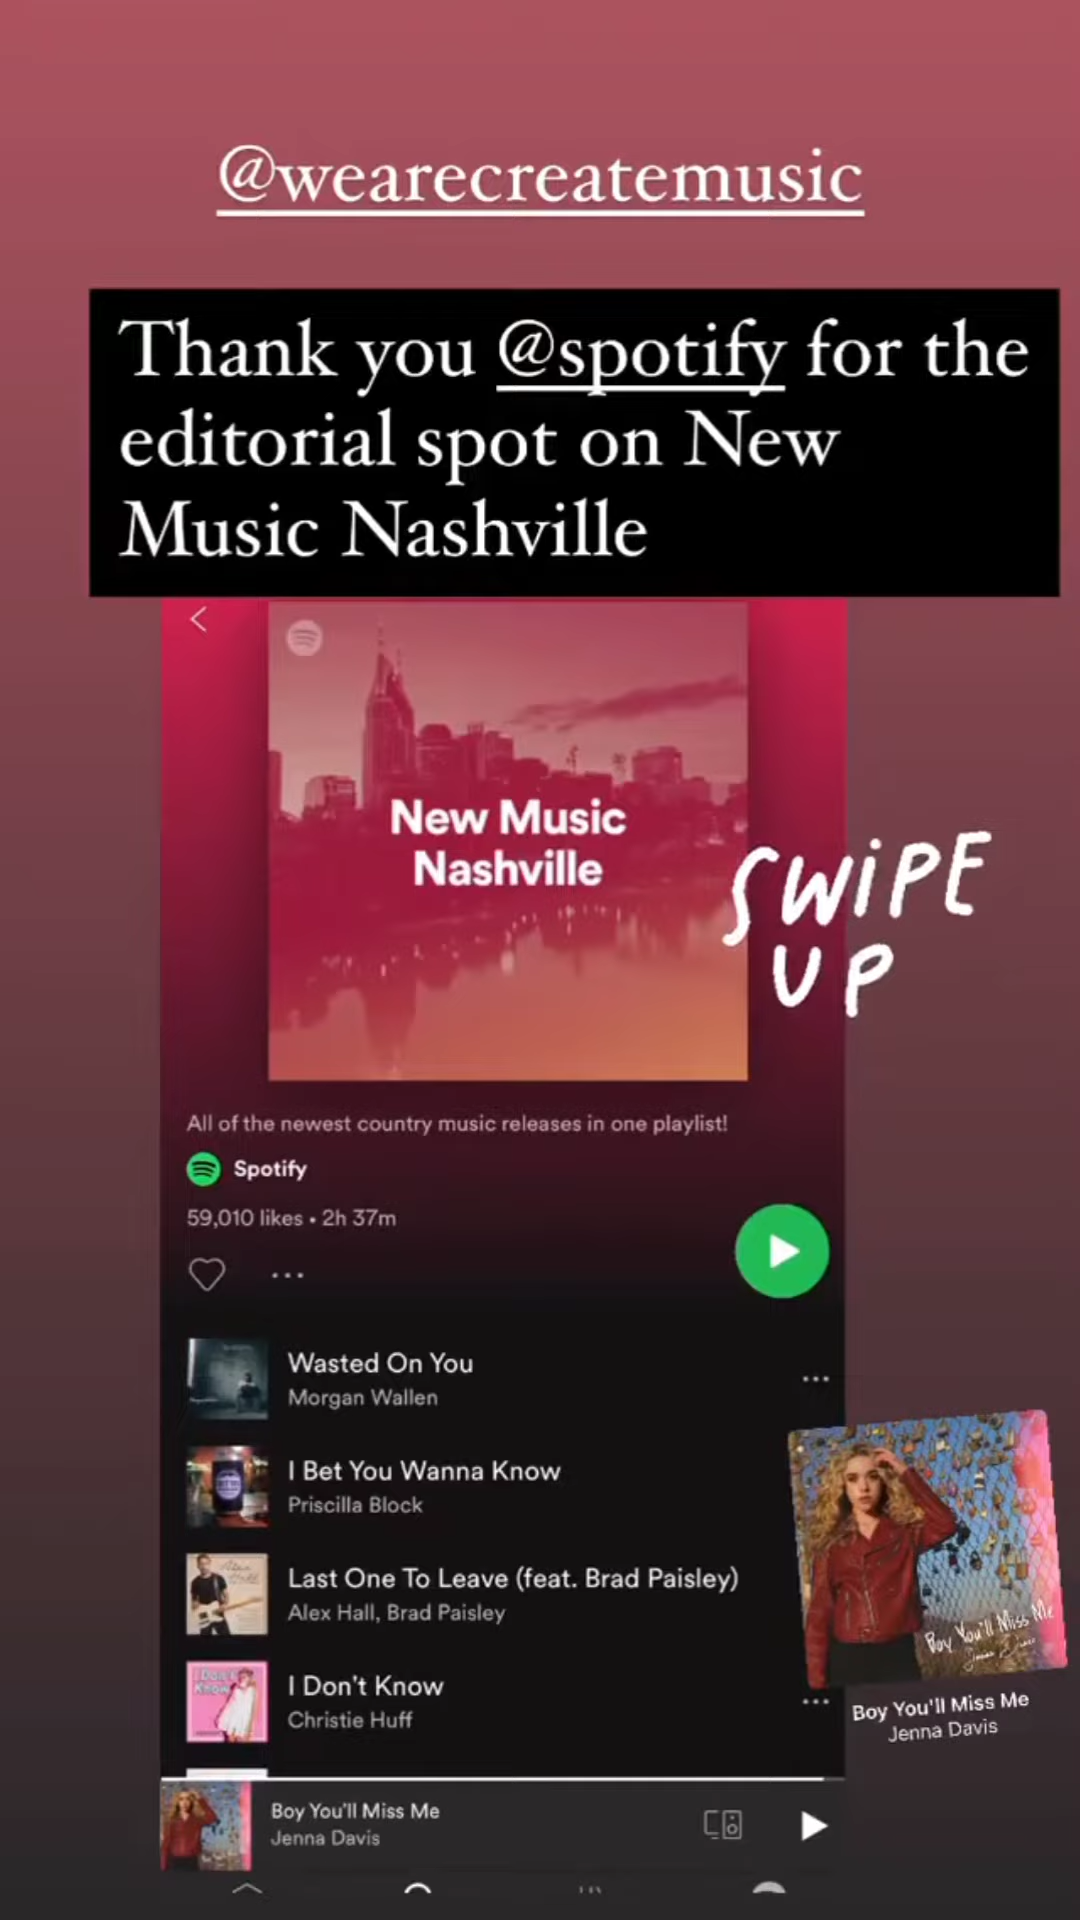 @wearecreatemusic
Thank you @spotify for the
editorial spot on New
Music Nashville
New Music
Nashville
SWiPE
UP
All of the newest country music releases in one playlist!
Spotify
59,010 likes • 2h 37m
Wasted On You
Morgan Wallen
I Bet You Wanna Know
Priscilla Block
Last One To Leave (feat. Brad Paisley)
Alex Hall, Brad Paisley
I Don't Know
I Don't Know
Christie Huff
Boy You'll Miss Me
Jenna Davis
Boy You'll Miss Me
Jenna Davis
Boy You'll Miss Me
Jenna Davis